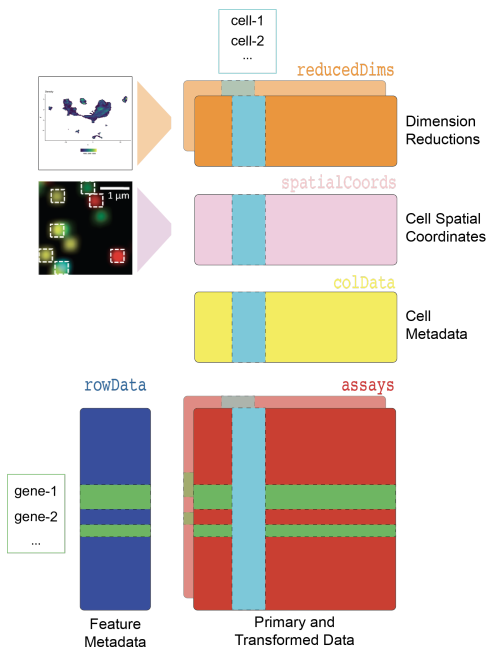 cell-1
cell-2
...
reducedDims
Dimension
Reductions
spatialCoords
1 µm
Cell Spatial
Coordinates
colData
Cell
Metadata
rowData
assays
gene-1
gene-2
...
Feature
Metadata
Primary and
Transformed Data